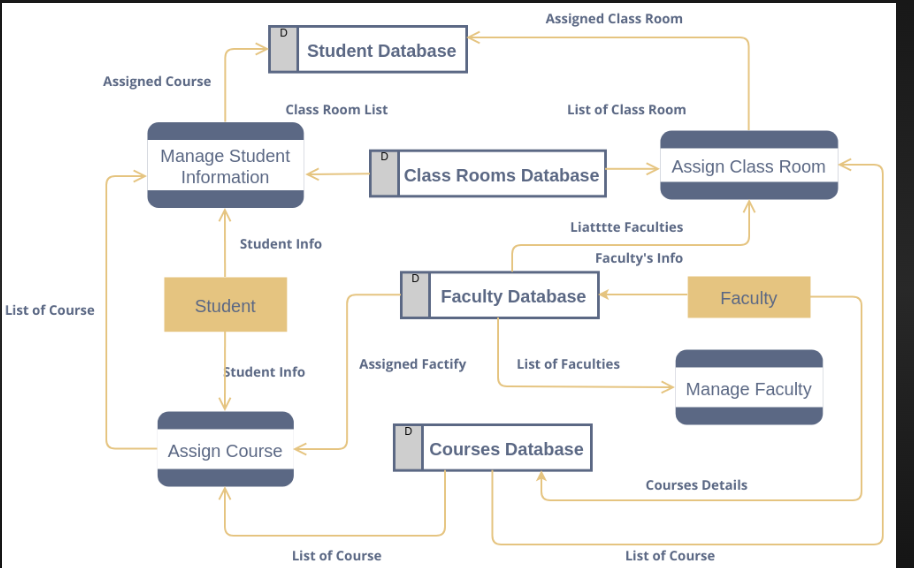 Assigned Class Room
D
Student Database
Assigned Course
Class Room List
List of Class Room
Manage Student
Information
D
Class Rooms Database
Assign Class Room
Student Info
Liatttte Faculties
Faculty's Info
D
Faculty Database
Faculty
Student
List of Course
Student Info
Assigned Factify
List of Faculties
Manage Faculty
Assign Course
D
Courses Database
Courses Details
List of Course
List of Course